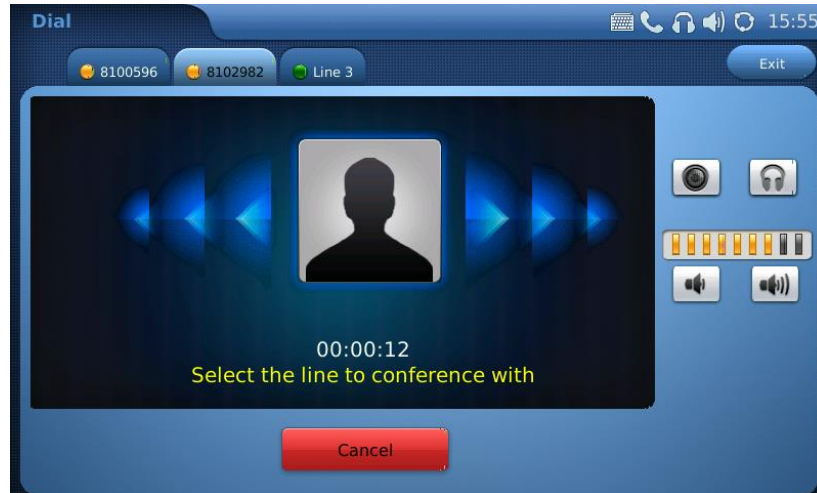 Dial
15:55
8100596
8102982
Line 3
Exit
00:00:12
Select the line to conference with
Cancel